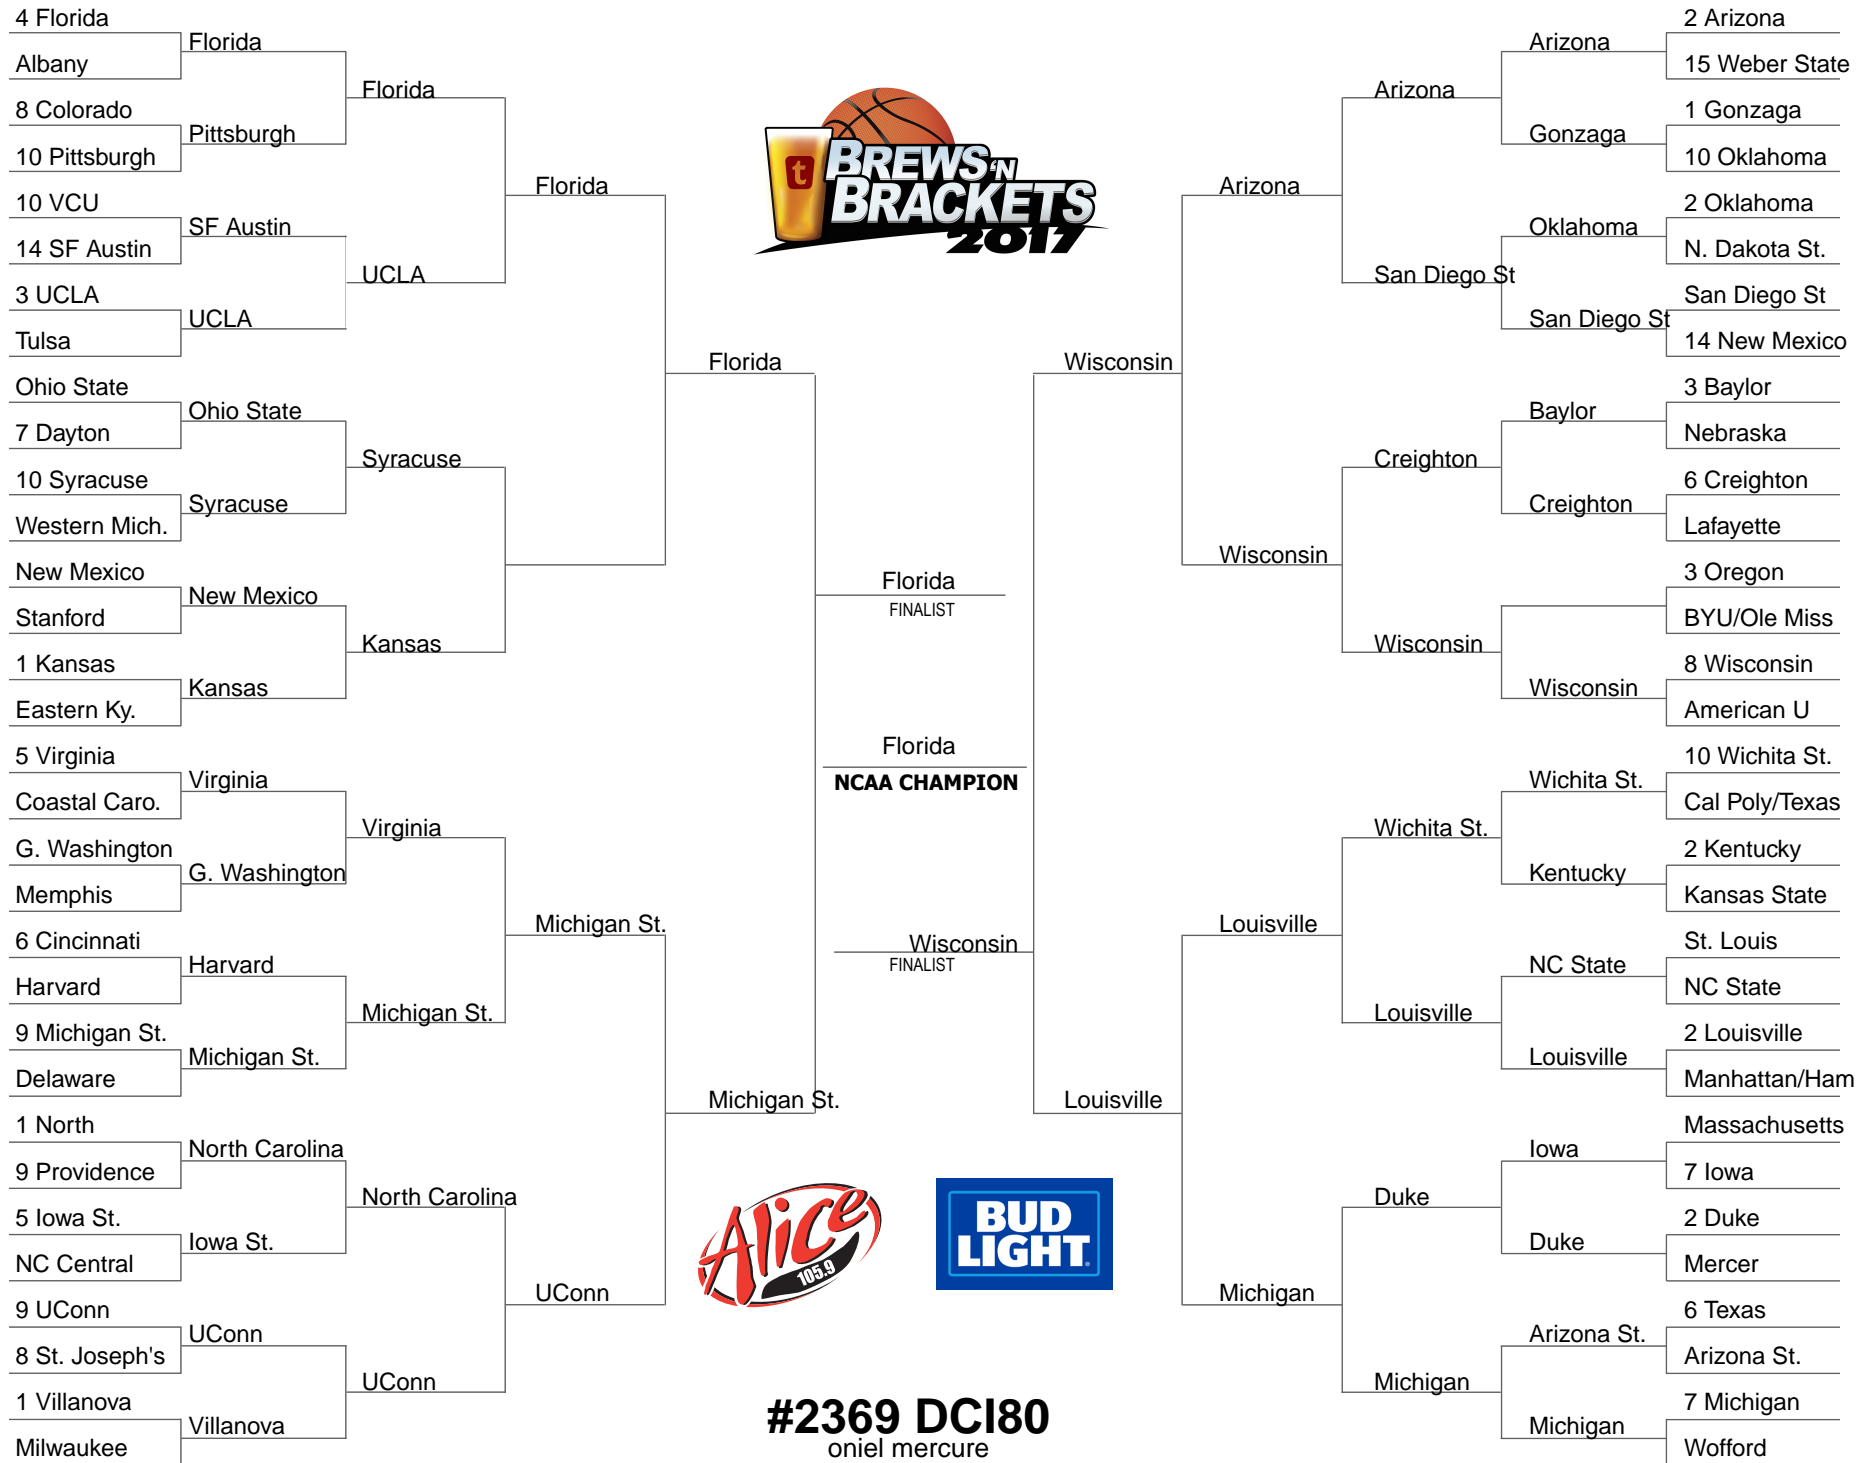 4 Florida
Albany
8 Colorado
10 Pittsburgh
10 VCU
14 SF Austin
3 UCLA
Tulsa
Ohio State
7 Dayton
10 Syracuse
Western Mich.
New Mexico
Stanford
1 Kansas
Eastern Ky.
5 Virginia
Coastal Caro.
G. Washington
Memphis
6 Cincinnati
Harvard
9 Michigan St.
Delaware
1 North
9 Providence
5 Iowa St.
NC Central
9 UConn
8 St. Joseph's
1 Villanova
Milwaukee
Florida
Pittsburgh
SF Austin
UCLA
Ohio State
Syracuse
New Mexico
Kansas
Virginia
G. Washington
Harvard
Michigan St.
North Carolina
Iowa St.
UConn
Villanova
Florida
UCLA
Syracuse
Kansas
Virginia
Michigan St.
North Carolina
UConn
Florida
Michigan St.
UConn
Florida
Michigan St.
t
BREWS 'N
BRACKETS
2017
Florida
FINALIST
Florida
NCAA CHAMPION
Wisconsin
FINALIST
Alice
105.9
BUD
LIGHT
#2369 DCI80
oniel mercure
Wisconsin
Louisville
Arizona
Wisconsin
Louisville
Michigan
Arizona
San Diego St
Creighton
Wisconsin
Wichita St.
Louisville
Duke
Michigan
Arizona
Gonzaga
Oklahoma
San Diego St
Baylor
Creighton
Wisconsin
Wichita St.
Kentucky
NC State
Louisville
Iowa
Duke
Arizona St.
Michigan
2 Arizona
15 Weber State
1 Gonzaga
10 Oklahoma
2 Oklahoma
N. Dakota St.
San Diego St
14 New Mexico
3 Baylor
Nebraska
6 Creighton
Lafayette
3 Oregon
BYU/Ole Miss
8 Wisconsin
American U
10 Wichita St.
Cal Poly/Texas
2 Kentucky
Kansas State
St. Louis
NC State
2 Louisville
Manhattan/Ham
Massachusetts
7 Iowa
2 Duke
Mercer
6 Texas
Arizona St.
7 Michigan
Wofford